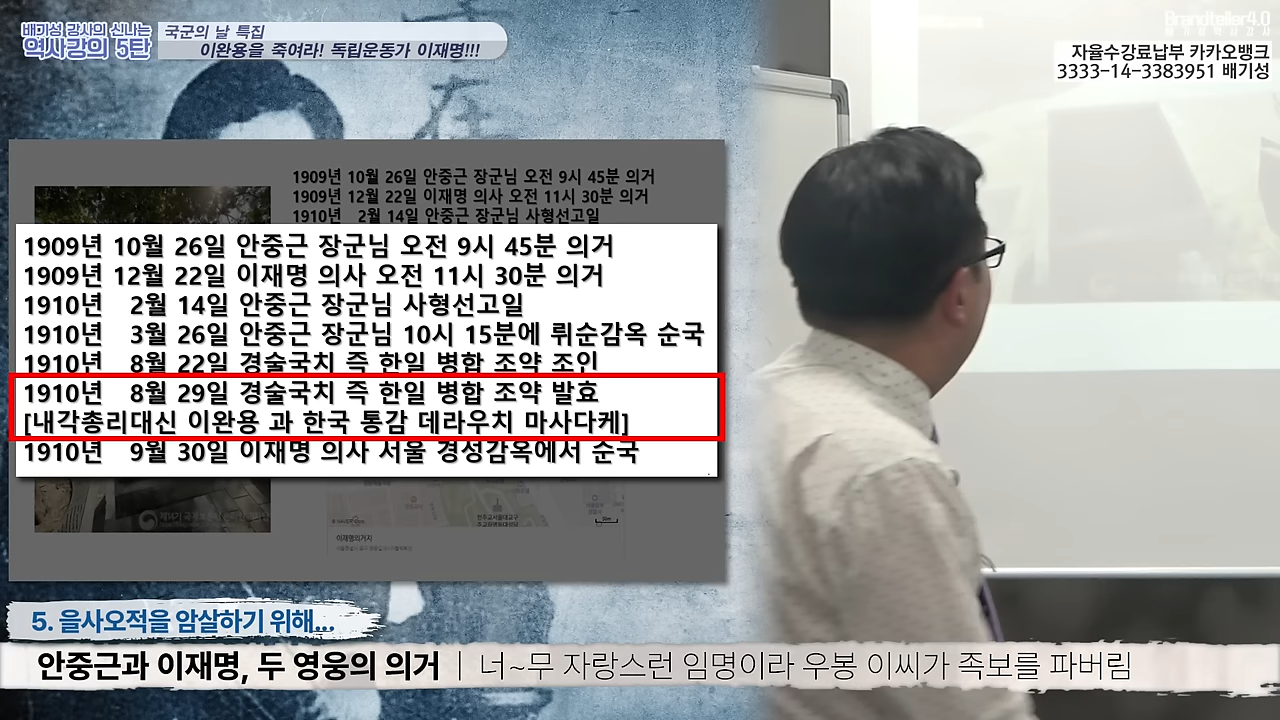 배기성 강사의 신나는
역사강의 5탄
국군의 날 특집
이완용을 죽여라! 독립운동가 이재명!!!
Brandteller4.0
자율수강료납부 카카오뱅크
3333-14-3383951 배기성
1909년 10월 26일 안중근 장군님 오전 9시 45분 의거
1909년 12월 22일 이재명 의사 오전 11시 30분 의거
1910년 2월 14일 안중근 장군님 사형선고일
1909년 10월 26일 안중근 장군님 오전 9시 45분 의거
1909년 12월 22일 이재명 의사 오전 11시 30분 의거
1910년 2월 14일 안중근 장군님 사형선고일
1910년 3월 26일 안중근 장군님 10시 15분에 뤼순감옥 순국
1910년 8월 22일 경술국치 즉 한일 병합 조약 조인
1910년 8월 29일 경술국치 즉 한일 병합 조약 발효
[내각총리대신 이완용 과 한국 통감 데라우치 마사다케]
1910년 9월 30일 이재명 의사 서울 경성감옥에서 순국
이재명의거지
5. 을사오적을 암살하기 위해...
안중근과 이재명, 두 영웅의 의거 | 너~무 자랑스런 임명이라 우봉 이씨가 족보를 파버림